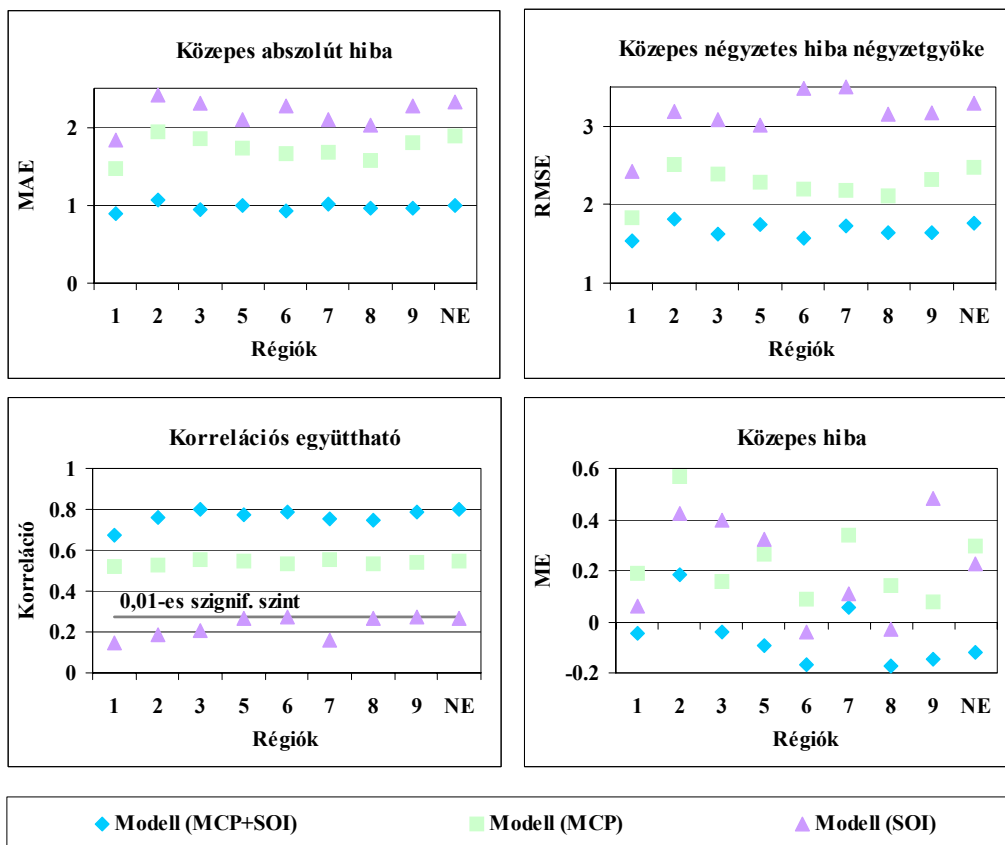 Közepes abszolút hiba
MAE
2
1
0
1 2 3 5 6 7 8 9 NE
Régiók
Közepes négyzetes hiba négyzetgyöke
RMSE
3
2
1
1 2 3 5 6 7 8 9 NE
Régiók
Korrelációs együttható
Korreláció
1
0.8
0.6
0.4
0,01-es szignif. szint
0.2
0
1 2 3 5 6 7 8 9 NE
Régiók
Közepes hiba
ME
0.6
0.4
0.2
0
-0.2
1 2 3 5 6 7 8 9 NE
Régiók
Modell (MCP+SOI) Modell (MCP) Modell (SOI)